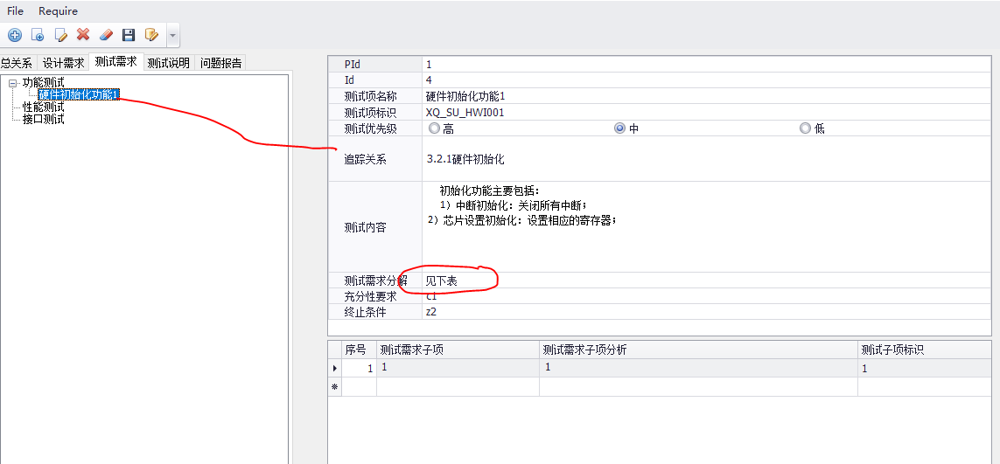 File Require
总关系 设计需求 测试需求 测试说明 问题报告
功能测试
硬件初始化功能1
性能测试
接口测试
PId 1
Id 4
测试项名称 硬件初始化功能1
测试项标识 XQ_SU_HWI001
测试优先级 高 中 低
追踪关系 3.2.1硬件初始化
测试内容
初始化功能主要包括：
1）中断初始化：关闭所有中断；
2）芯片设置初始化：设置相应的寄存器；
测试需求分解 见下表
充分性要求 c1
终止条件 z2
序号 测试需求子项 测试需求子项分析 测试子项标识
1 1 1 1